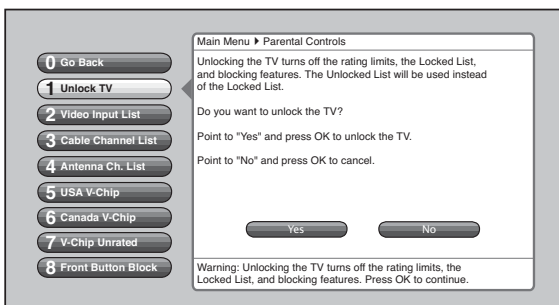 Main Menu ▶ Parental Controls
0 Go Back
1 Unlock TV
2 Video Input List
3 Cable Channel List
4 Antenna Ch. List
5 USA V-Chip
6 Canada V-Chip
7 V-Chip Unrated
8 Front Button Block
Unlocking the TV turns off the rating limits, the Locked List,
and blocking features. The Unlocked List will be used instead
of the Locked List.
Do you want to unlock the TV?
Point to "Yes" and press OK to unlock the TV.
Point to "No" and press OK to cancel.
Yes
No
Warning: Unlocking the TV turns off the rating limits, the
Locked List, and blocking features. Press OK to continue.